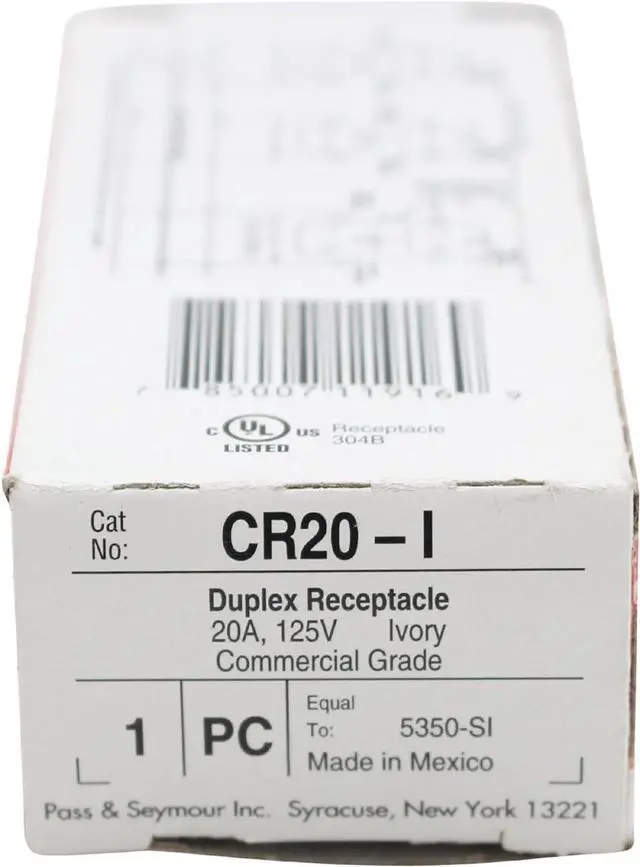 7 85007 11916 9
c UL us Receptacle
LISTED 304B
Cat No: CR20 – I
Duplex Receptacle
20A, 125V Ivory
Commercial Grade
1 PC Equal To: 5350-SI
Made in Mexico
Pass & Seymour Inc. Syracuse, New York 13221